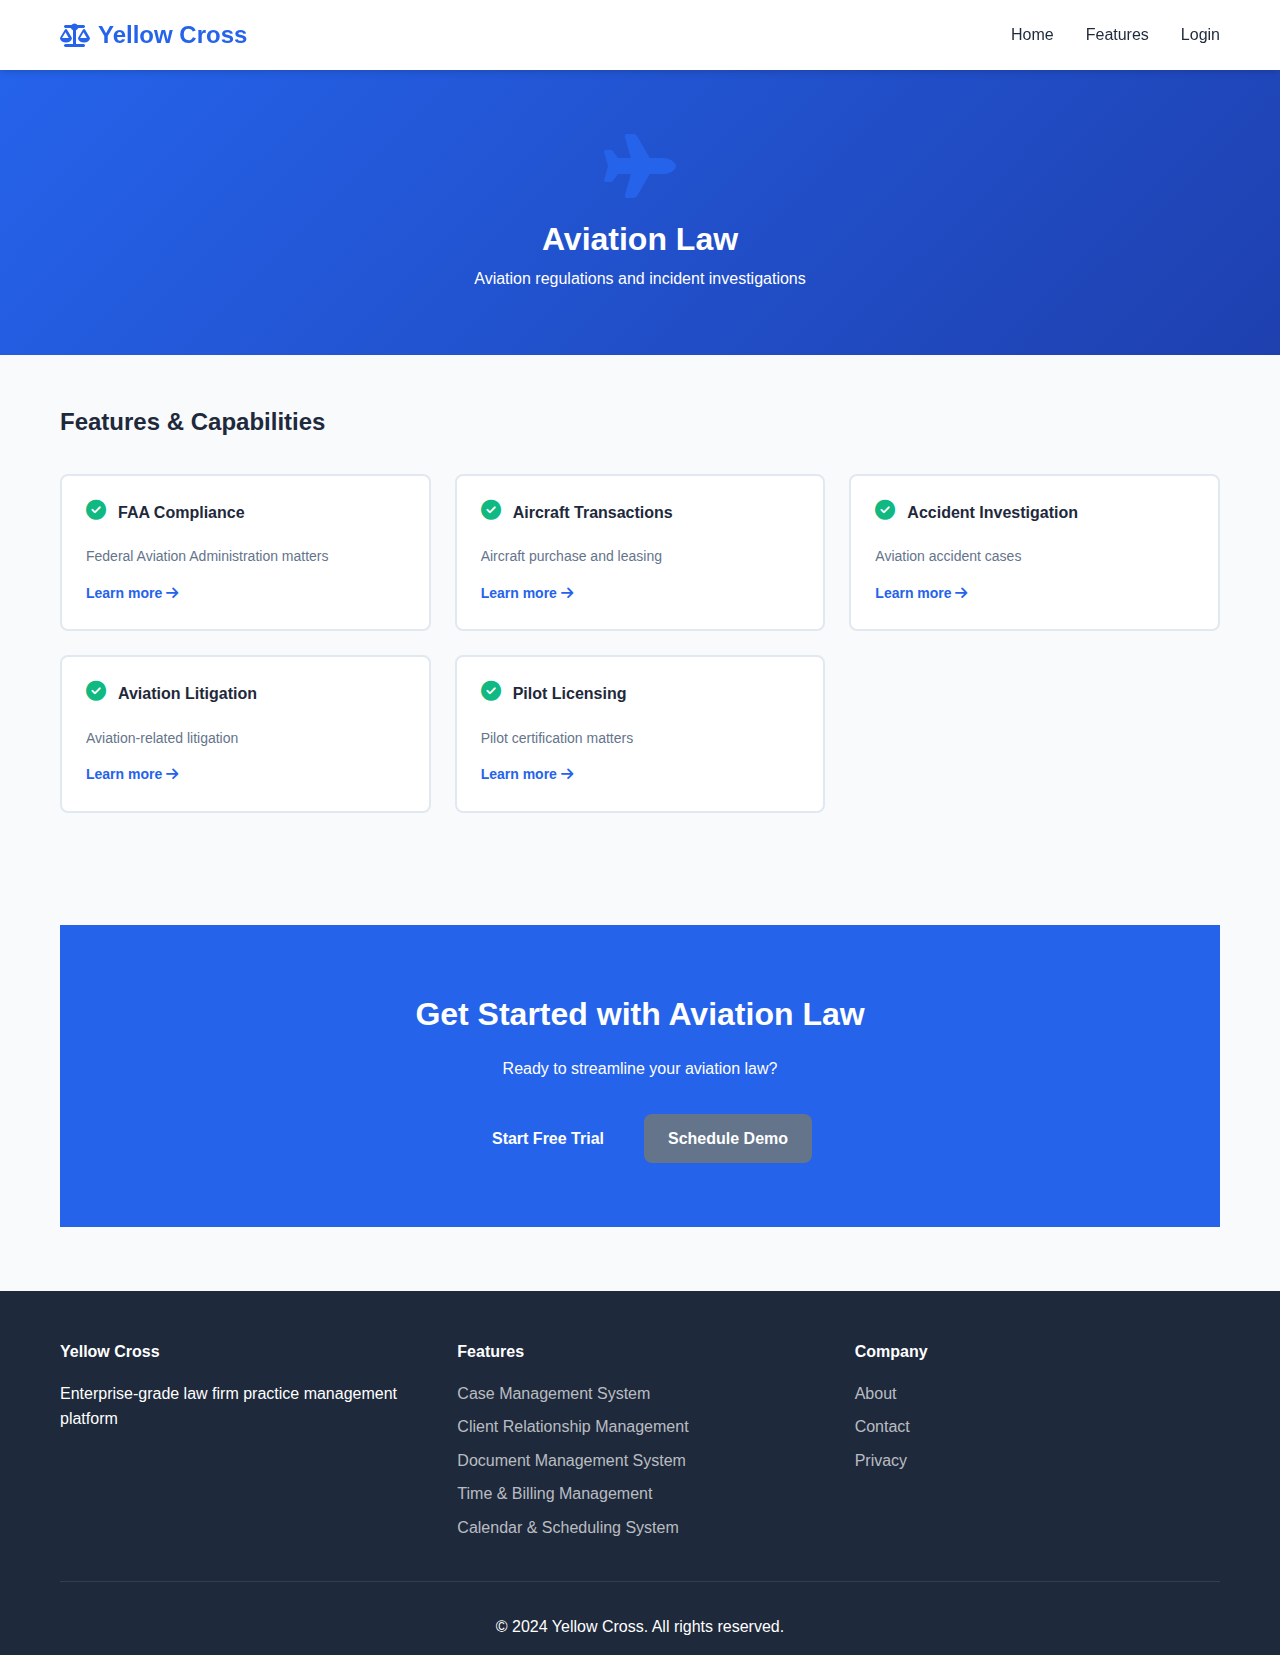 Yellow Cross
Home
Features
Login
Aviation Law
Aviation regulations and incident investigations
Features & Capabilities
FAA Compliance
Federal Aviation Administration matters
Learn more
Aircraft Transactions
Aircraft purchase and leasing
Learn more
Accident Investigation
Aviation accident cases
Learn more
Aviation Litigation
Aviation-related litigation
Learn more
Pilot Licensing
Pilot certification matters
Learn more
Get Started with Aviation Law
Ready to streamline your aviation law?
Start Free Trial
Schedule Demo
Yellow Cross
Enterprise-grade law firm practice management
platform
Features
Case Management System
Client Relationship Management
Document Management System
Time & Billing Management
Calendar & Scheduling System
Company
About
Contact
Privacy
© 2024 Yellow Cross. All rights reserved.